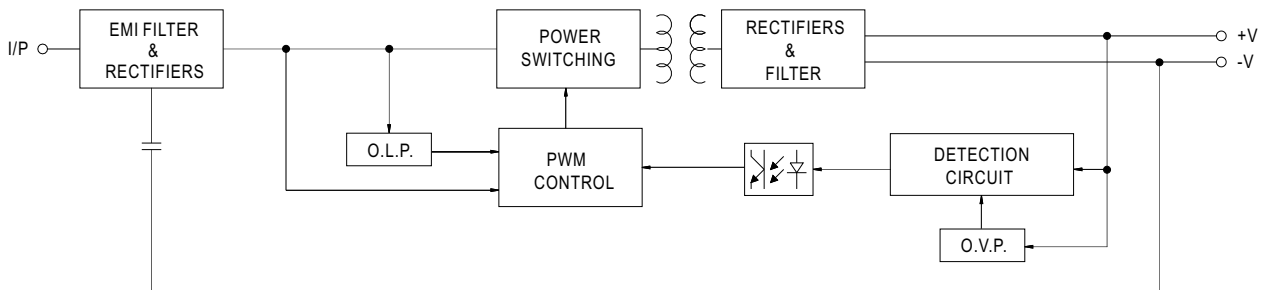 I/P
EMI FILTER
&
RECTIFIERS
POWER
SWITCHING
RECTIFIERS
&
FILTER
+V
-V
O.L.P.
PWM
CONTROL
DETECTION
CIRCUIT
O.V.P.